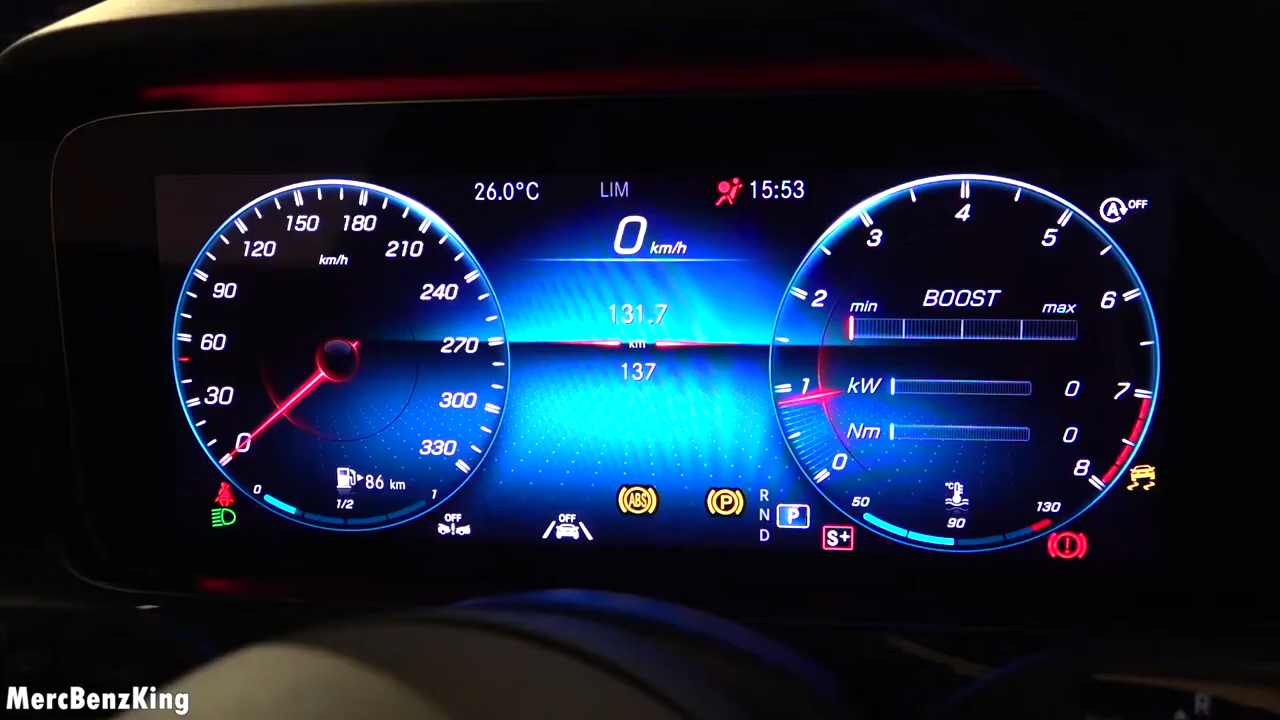 26.0°C LIM 15:53
0 km/h
131.7
km
137
km/h
0
30
60
90
120
150
180
210
240
270
300
330
86 km
0 1/2 1
OFF
OFF
ABS
P
R
N
D
P
S+
0
1
2
3
4
5
6
7
8
BOOST
min max
kW 0
Nm 0
°C
50 90 130
A OFF
MercBenzKing
R